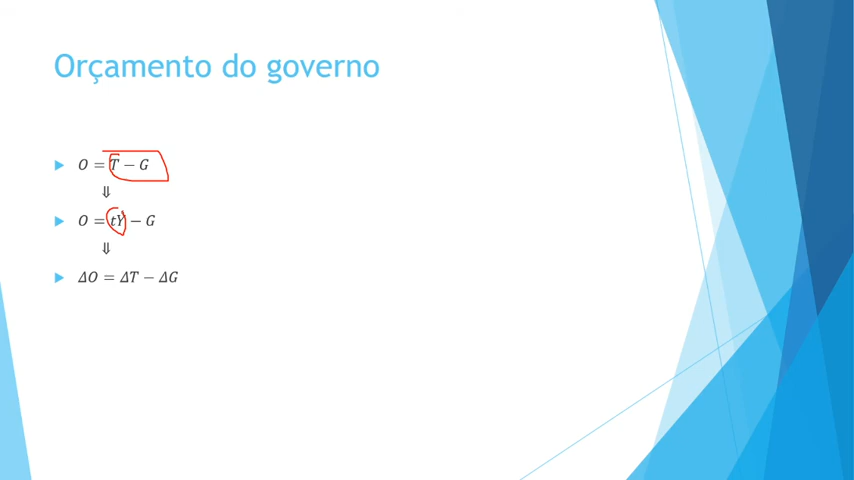 Orçamento do governo
O = T − G
⇓
O = tY − G
⇓
ΔO = ΔT − ΔG